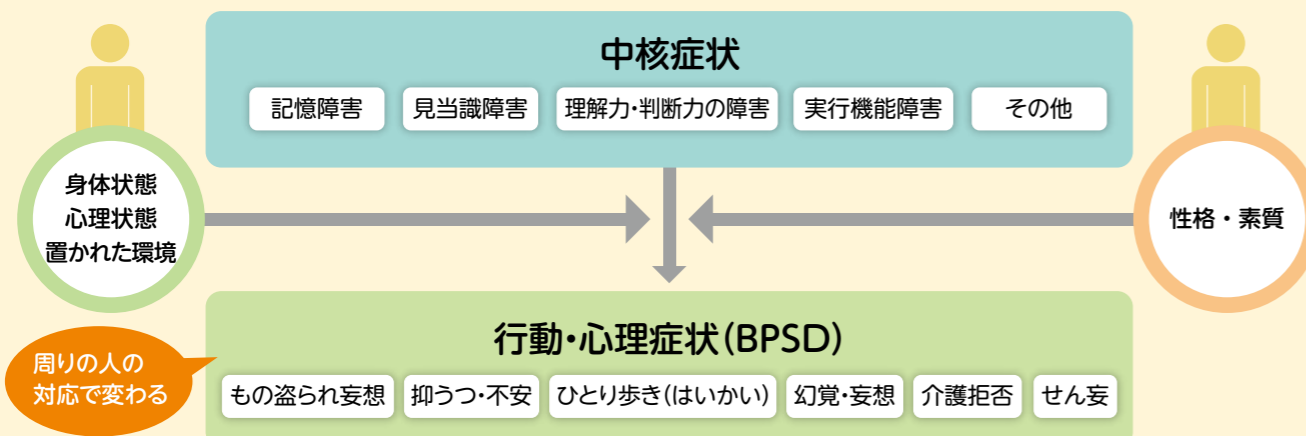 中核症状
記憶障害 見当識障害 理解力・判断力の障害 実行機能障害 その他
身体状態
心理状態
置かれた環境
性格・素質
行動・心理症状(BPSD)
周りの人の
対応で変わる
もの盗られ妄想 抑うつ・不安 ひとり歩き(はいかい) 幻覚・妄想 介護拒否 せん妄